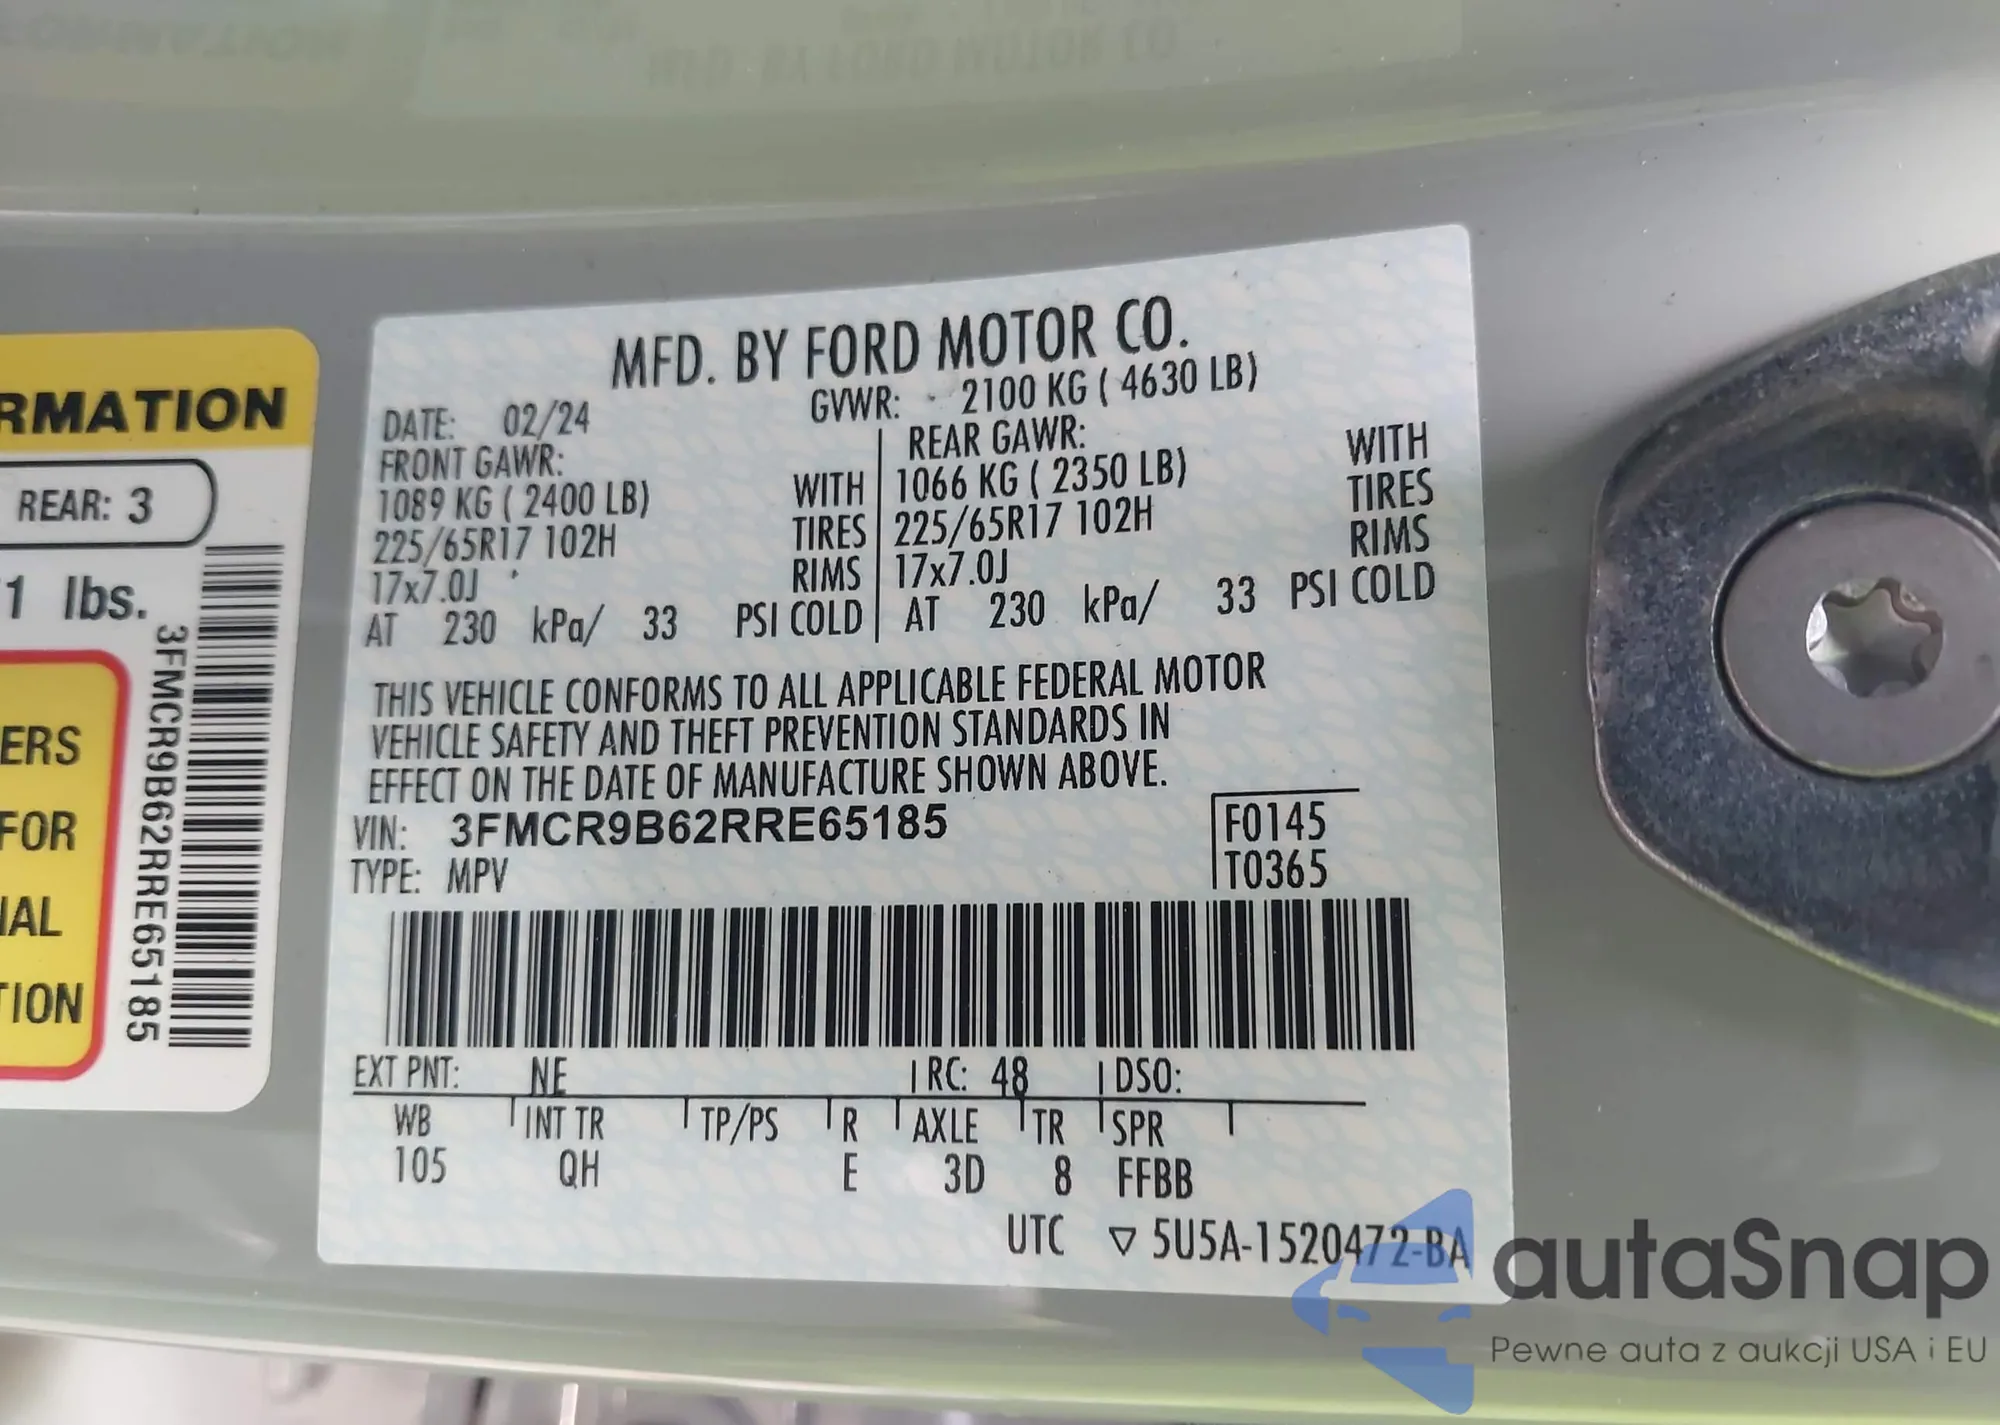 RMATION
REAR: 3
1 lbs.
3FMCR9B62RRE65185
ERS
FOR
IAL
TION
MFD. BY FORD MOTOR CO.
DATE: 02/24 GVWR: 2100 KG ( 4630 LB)
FRONT GAWR: REAR GAWR:
1089 KG ( 2400 LB) WITH 1066 KG ( 2350 LB) WITH
225/65R17 102H TIRES 225/65R17 102H TIRES
17x7.0J RIMS 17x7.0J RIMS
AT 230 kPa/ 33 PSI COLD AT 230 kPa/ 33 PSI COLD
THIS VEHICLE CONFORMS TO ALL APPLICABLE FEDERAL MOTOR
VEHICLE SAFETY AND THEFT PREVENTION STANDARDS IN
EFFECT ON THE DATE OF MANUFACTURE SHOWN ABOVE.
VIN: 3FMCR9B62RRE65185 F0145
TYPE: MPV T0365
EXT PNT: NE RC: 48 DSO:
WB INT TR TP/PS R AXLE TR SPR
105 QH E 3D 8 FFBB
UTC ▽ 5U5A-1520472-BA
autaSnap
Pewne auta z aukcji USA i EU